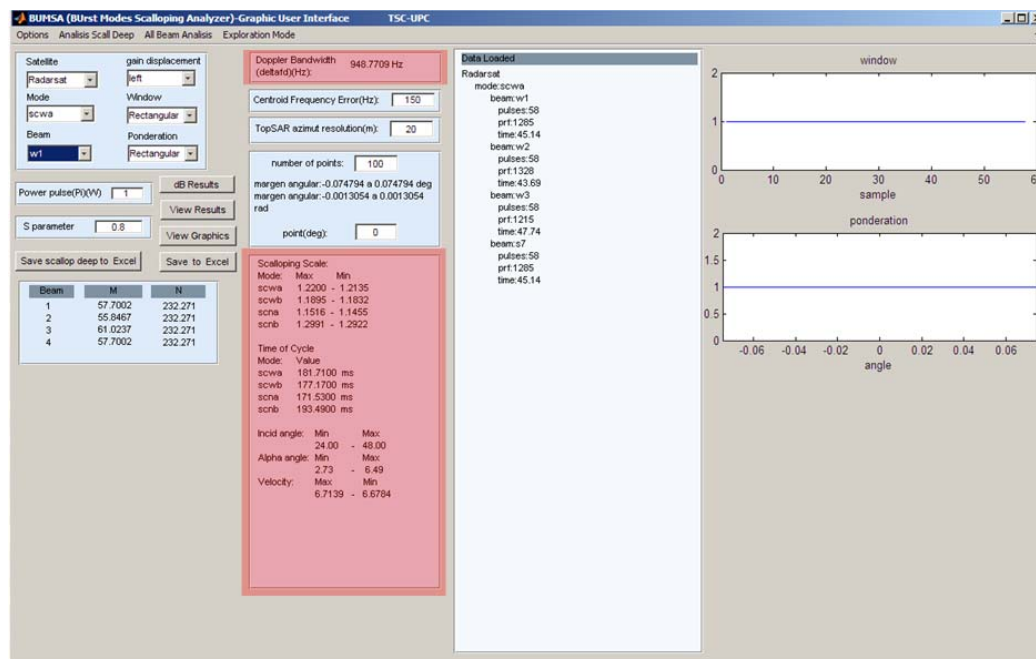 BUMSA (BUrst Modes Scalloping Analyzer)-Graphic User Interface TSC-UPC
Options Analisis Scall Deep All Beam Analisis Exploration Mode
Satellite gain displacement
Radarsat left
Mode Window
scwa Rectangular
Beam Ponderation
w1 Rectangular
Power pulse(Pi)(W) 1
dB Results
View Results
S parameter 0.8
View Graphics
Save scallop deep to Excel Save to Excel
Beam M N
1 57.7002 232.271
2 55.8467 232.271
3 61.0237 232.271
4 57.7002 232.271
Doppler Bandwidth
(deltafd)(Hz): 948.7709 Hz
Centroid Frequency Error(Hz): 150
TopSAR azimut resolution(m): 20
number of points: 100
margen angular:-0.074794 a 0.074794 deg
margen angular:-0.0013054 a 0.0013054
rad
point(deg): 0
Scalloping Scale:
Mode: Max Min
scwa 1.2200 - 1.2135
scwb 1.1895 - 1.1832
scna 1.1516 - 1.1455
scnb 1.2991 - 1.2922
Time of Cycle
Mode: Value
scwa 181.7100 ms
scwb 177.1700 ms
scna 171.5300 ms
scnb 193.4900 ms
Incid angle: Min Max
24.00 - 48.00
Alpha angle: Min Max
2.73 - 6.49
Velocity: Max Min
6.7139 - 6.6784
Data Loaded
Radarsat
mode:scwa
beam:w1
pulses:58
prf:1285
time:45.14
beam:w2
pulses:58
prf:1328
time:43.69
beam:w3
pulses:58
prf:1215
time:47.74
beam:s7
pulses:58
prf:1285
time:45.14
window
2
1
0
0 10 20 30 40 50
sample
ponderation
2
1.5
1
0.5
0
-0.06 -0.04 -0.02 0 0.02 0.04 0.06
angle